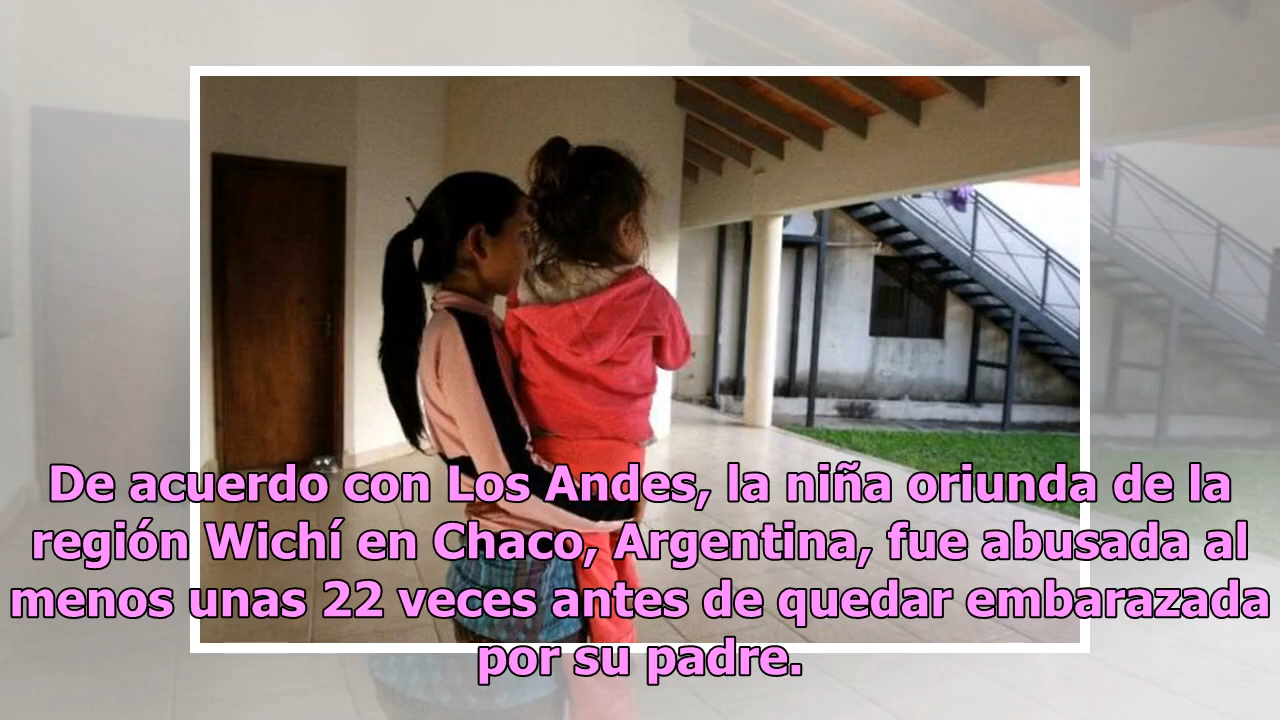 De acuerdo con Los Andes, la niña oriunda de la
región Wichí en Chaco, Argentina, fue abusada al
menos unas 22 veces antes de quedar embarazada
por su padre.